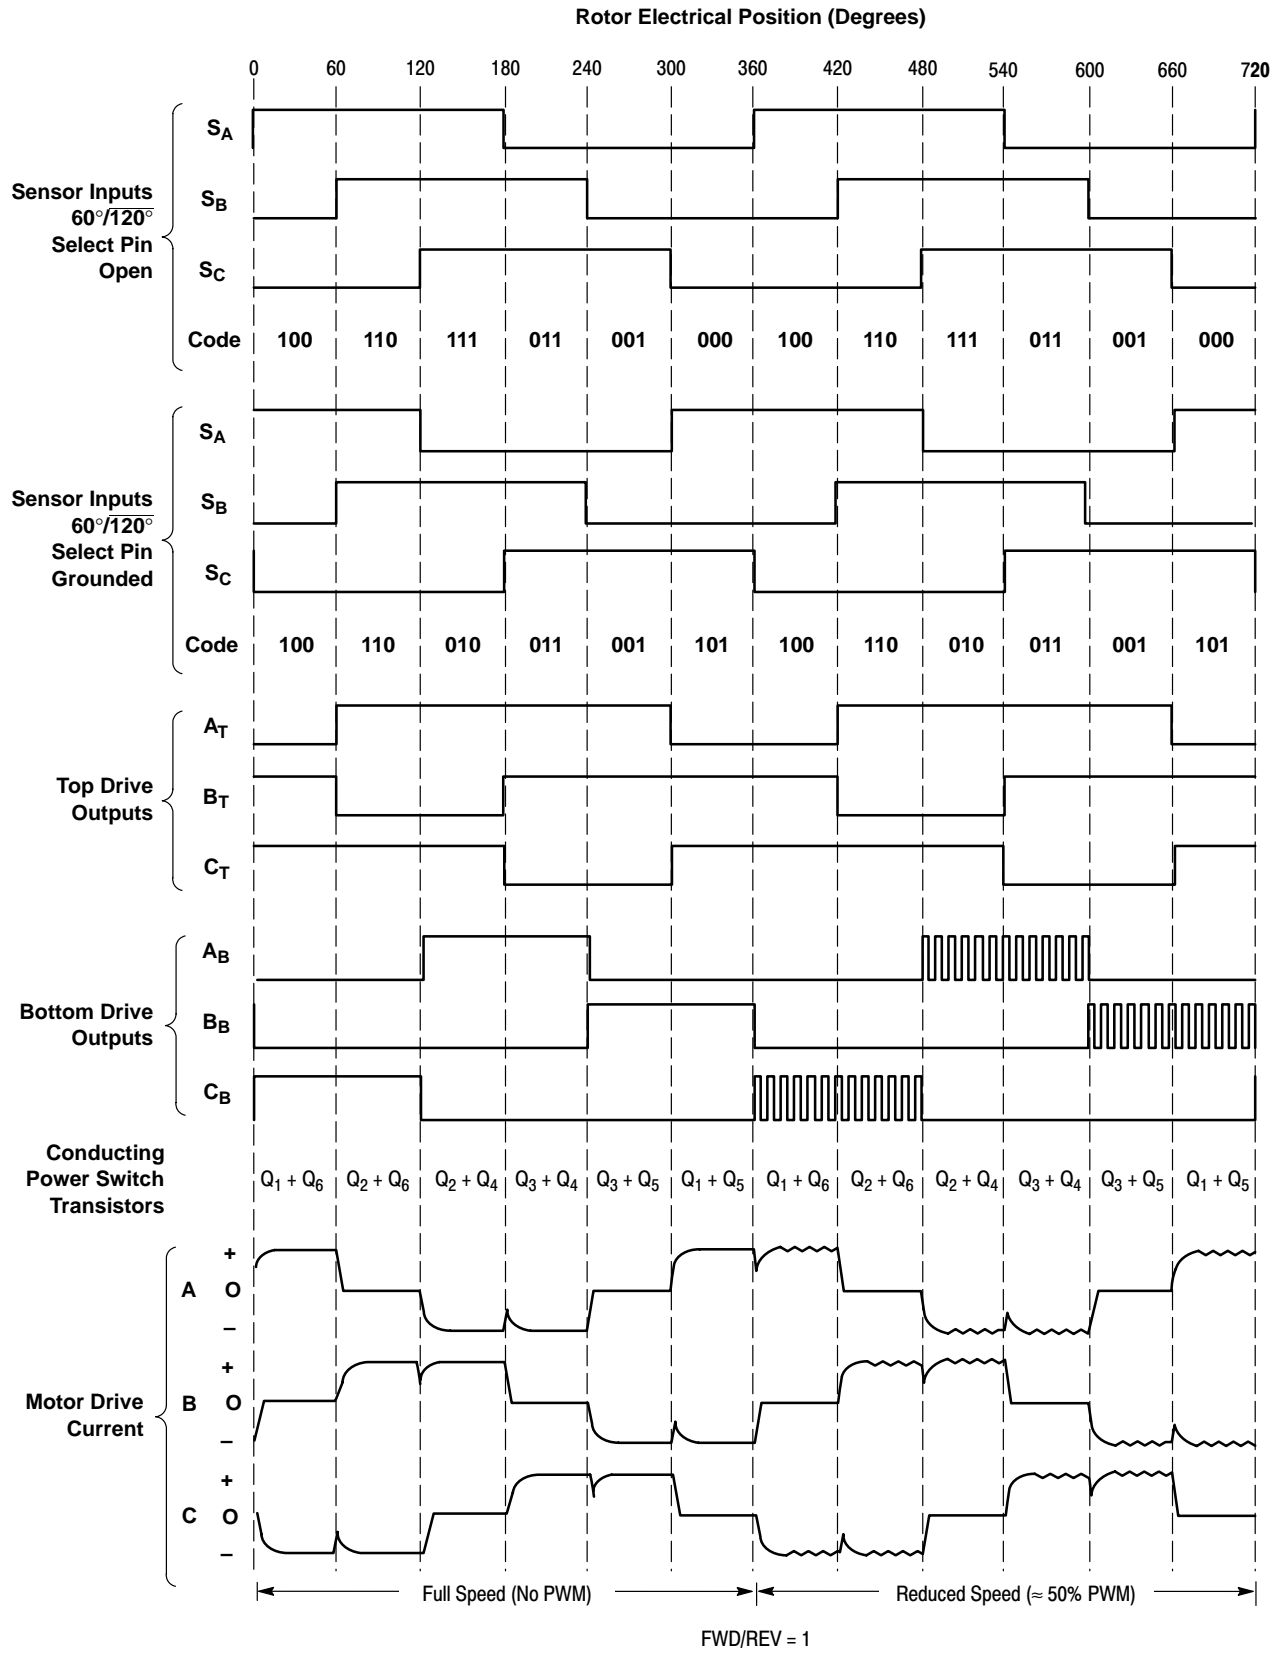 Rotor Electrical Position (Degrees)
0 60 120 180 240 300 360 420 480 540 600 660 720
Sensor Inputs
60°/120°
Select Pin
Open
SA
SB
SC
Code 100 110 111 011 001 000 100 110 111 011 001 000
Sensor Inputs
60°/120°
Select Pin
Grounded
SA
SB
SC
Code 100 110 010 011 001 101 100 110 010 011 001 101
Top Drive
Outputs
AT
BT
CT
Bottom Drive
Outputs
AB
BB
CB
Conducting
Power Switch
Transistors
Q1 + Q6 Q2 + Q6 Q2 + Q4 Q3 + Q4 Q3 + Q5 Q1 + Q5 Q1 + Q6 Q2 + Q6 Q2 + Q4 Q3 + Q4 Q3 + Q5 Q1 + Q5
Motor Drive
Current
+
A O
–
+
B O
–
+
C O
–
Full Speed (No PWM) Reduced Speed (≈ 50% PWM)
FWD/REV = 1